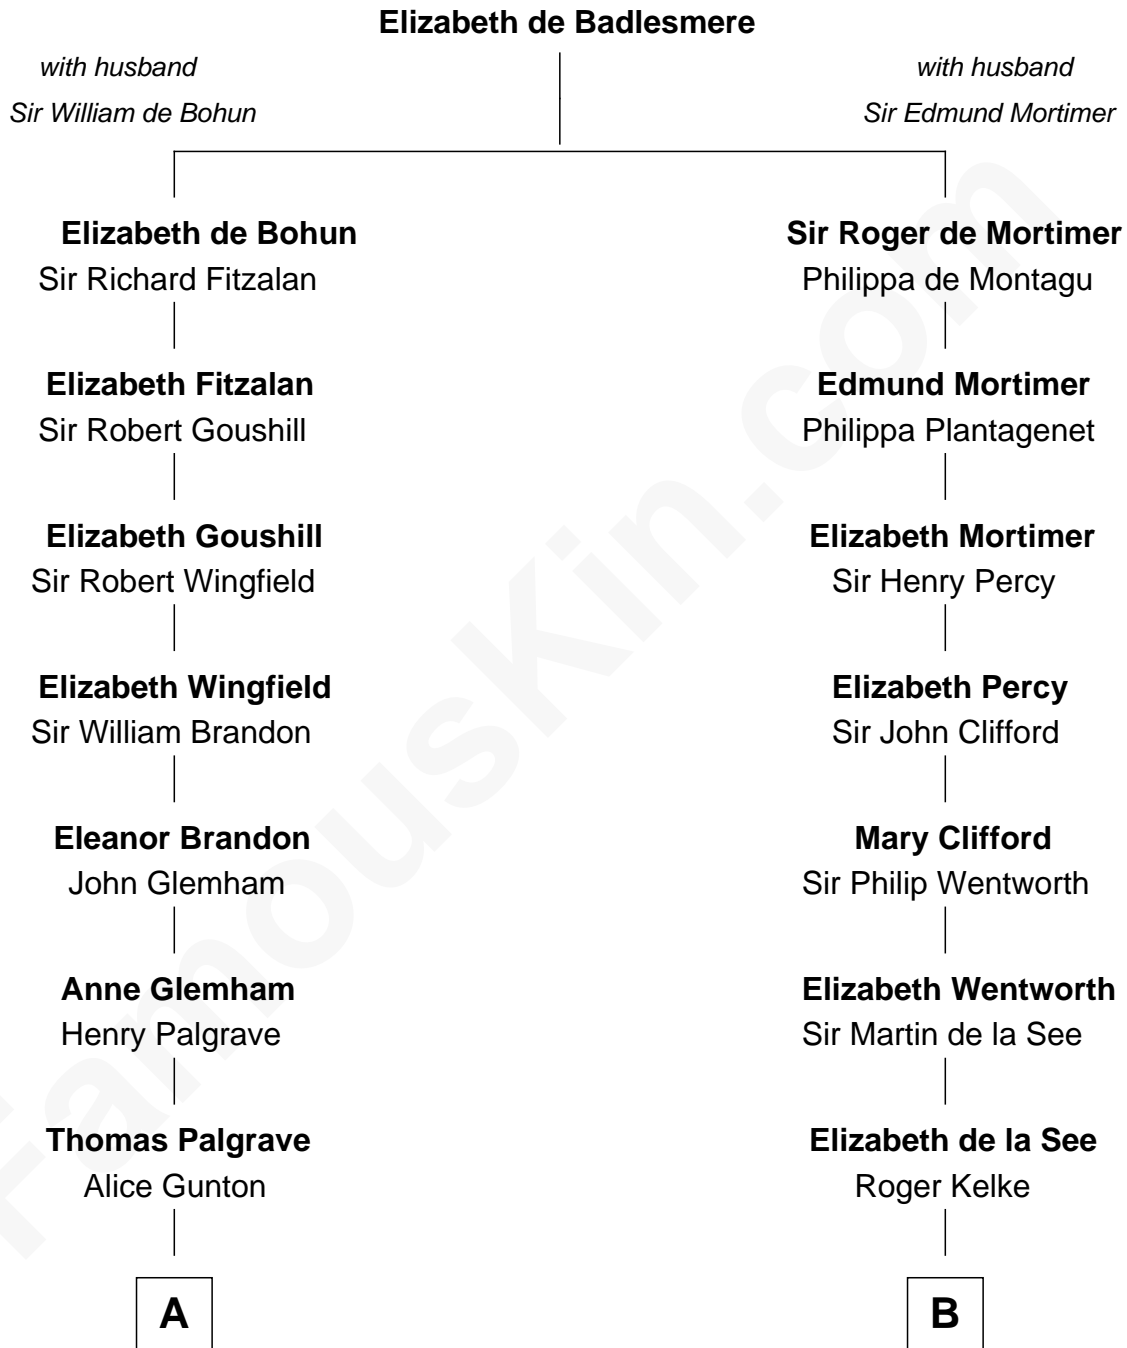 Elizabeth de Badlesmere
with husband
Sir William de Bohun
with husband
Sir Edmund Mortimer
Elizabeth de Bohun
Sir Richard Fitzalan
Sir Roger de Mortimer
Philippa de Montagu
Elizabeth Fitzalan
Sir Robert Goushill
Edmund Mortimer
Philippa Plantagenet
Elizabeth Goushill
Sir Robert Wingfield
Elizabeth Mortimer
Sir Henry Percy
Elizabeth Wingfield
Sir William Brandon
Elizabeth Percy
Sir John Clifford
Eleanor Brandon
John Glemham
Mary Clifford
Sir Philip Wentworth
Anne Glemham
Henry Palgrave
Elizabeth Wentworth
Sir Martin de la See
Thomas Palgrave
Alice Gunton
Elizabeth de la See
Roger Kelke
A
B
FamousKin.com